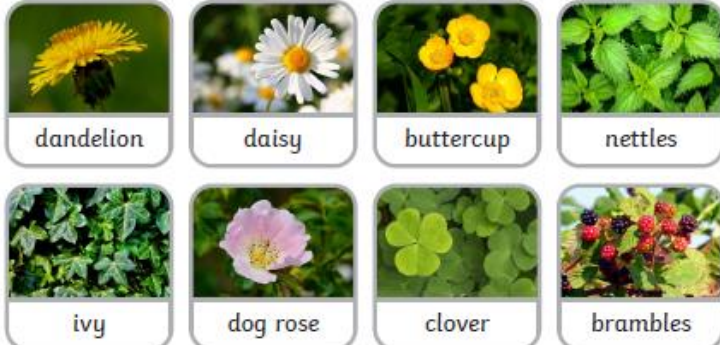 dandelion
daisy
buttercup
nettles
ivy
dog rose
clover
brambles